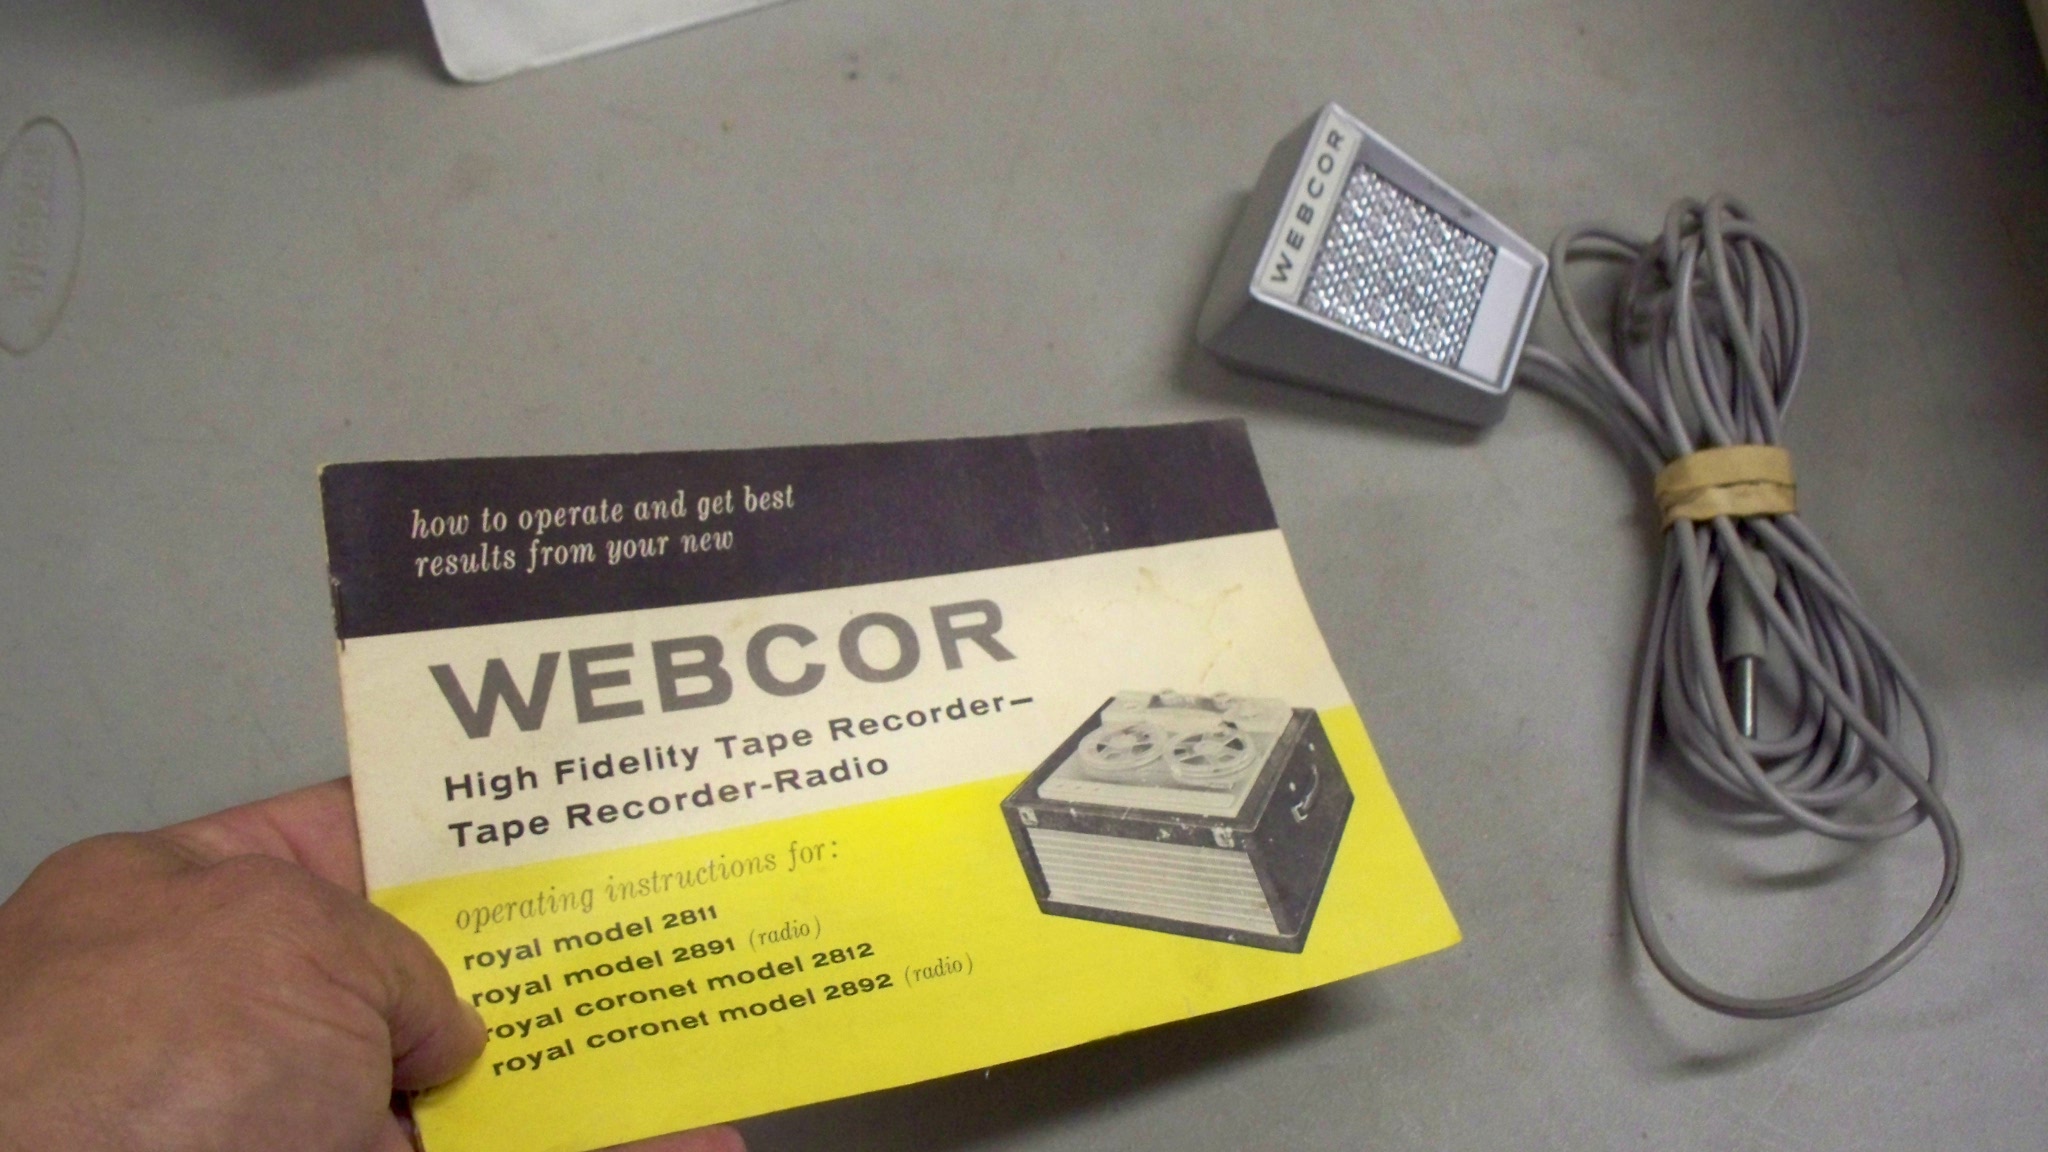 WEBCOR
how to operate and get best
results from your new
WEBCOR
High Fidelity Tape Recorder–
Tape Recorder-Radio
operating instructions for:
royal model 2811
royal model 2891 (radio)
royal coronet model 2812
royal coronet model 2892 (radio)